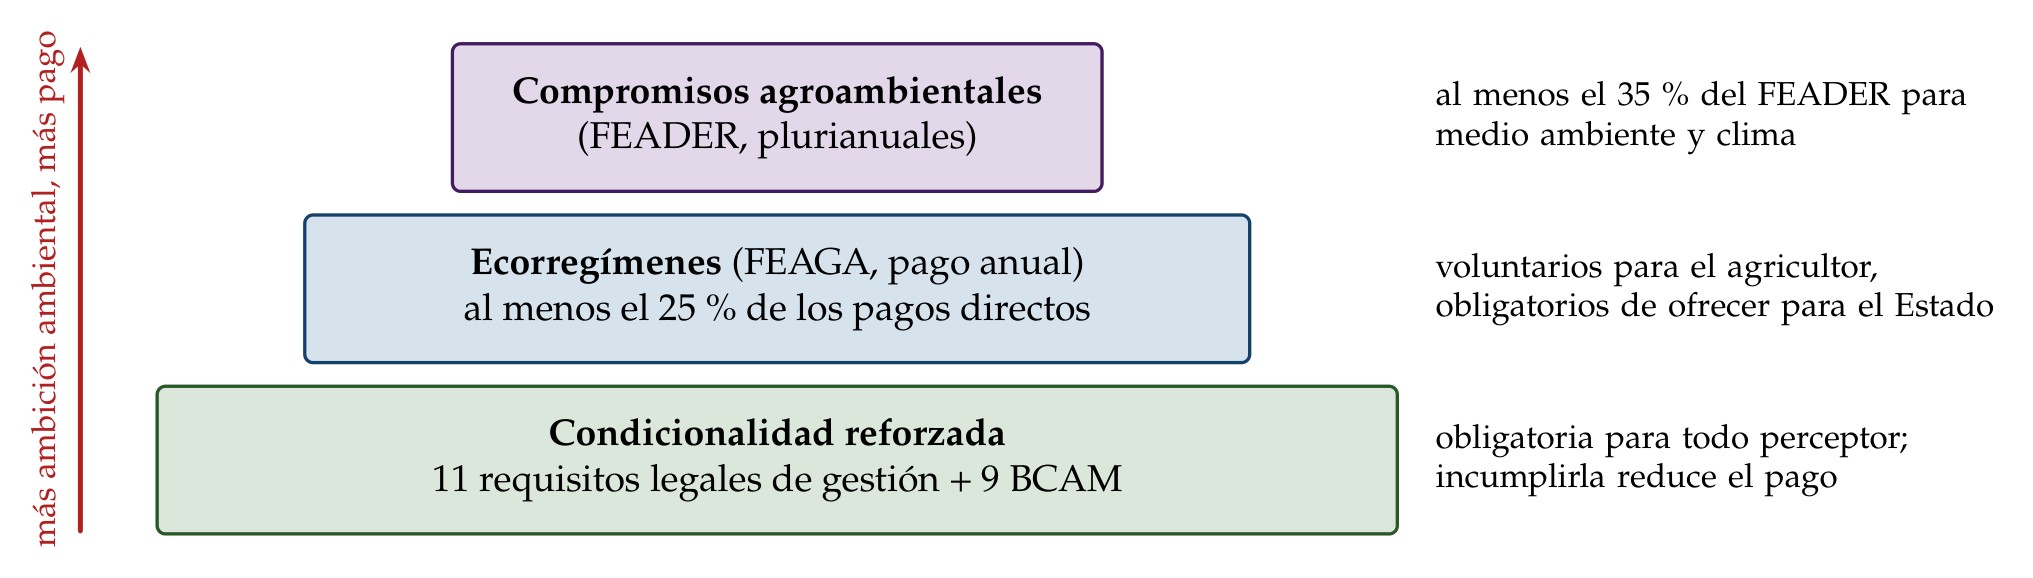 más ambición ambiental, más pago
Compromisos agroambientales
(FEADER, plurianuales)
al menos el 35 % del FEADER para
medio ambiente y clima
Ecorregímenes (FEAGA, pago anual)
al menos el 25 % de los pagos directos
voluntarios para el agricultor,
obligatorios de ofrecer para el Estado
Condicionalidad reforzada
11 requisitos legales de gestión + 9 BCAM
obligatoria para todo perceptor;
incumplirla reduce el pago